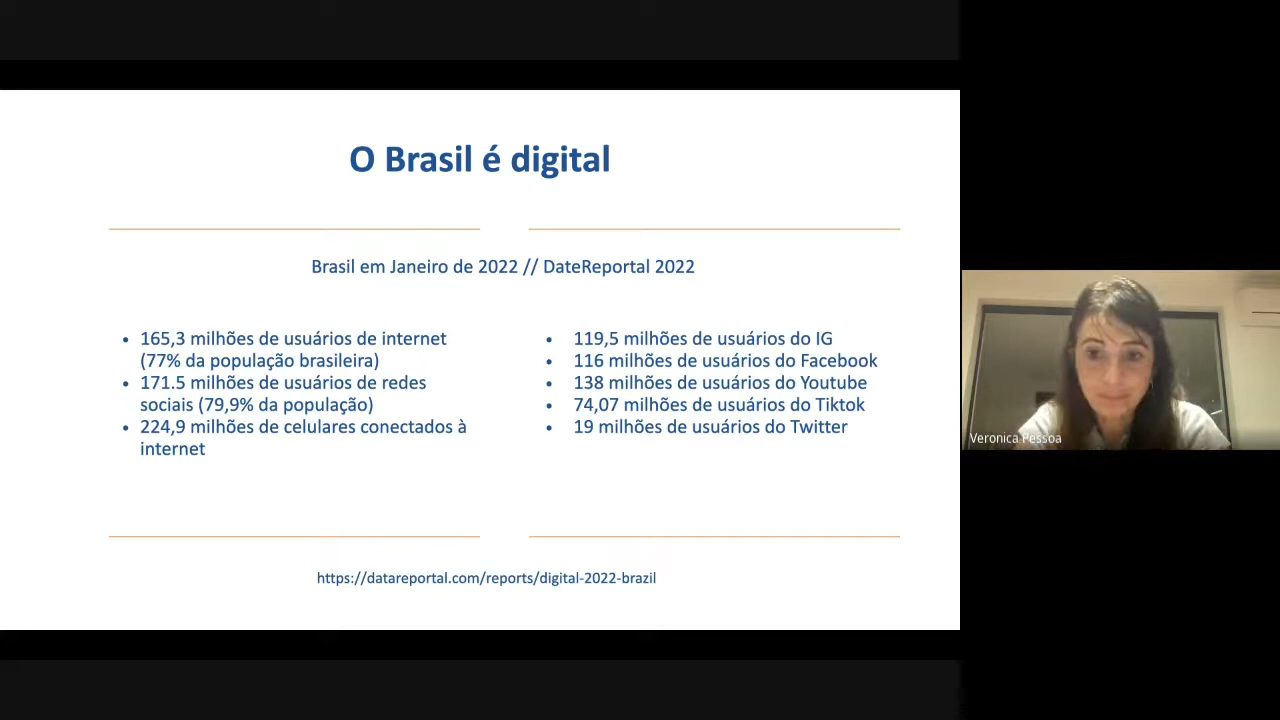 O Brasil é digital
Brasil em Janeiro de 2022 // DateReportal 2022
• 165,3 milhões de usuários de internet
(77% da população brasileira)
• 171.5 milhões de usuários de redes
sociais (79,9% da população)
• 224,9 milhões de celulares conectados à
internet
• 119,5 milhões de usuários do IG
• 116 milhões de usuários do Facebook
• 138 milhões de usuários do Youtube
• 74,07 milhões de usuários do Tiktok
• 19 milhões de usuários do Twitter
https://datareportal.com/reports/digital-2022-brazil
Veronica Pessoa